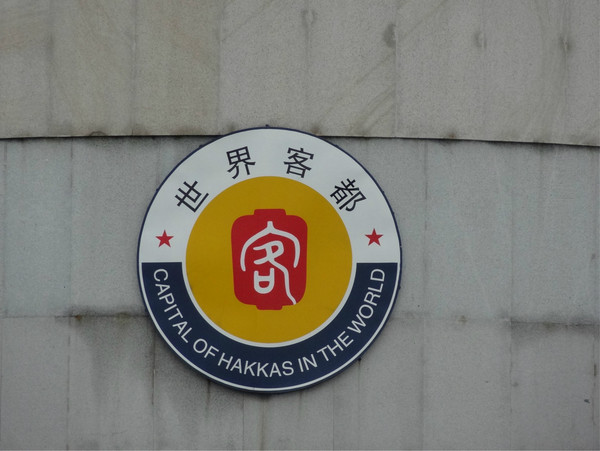 世界客都
客
CAPITAL OF HAKKAS IN THE WORLD